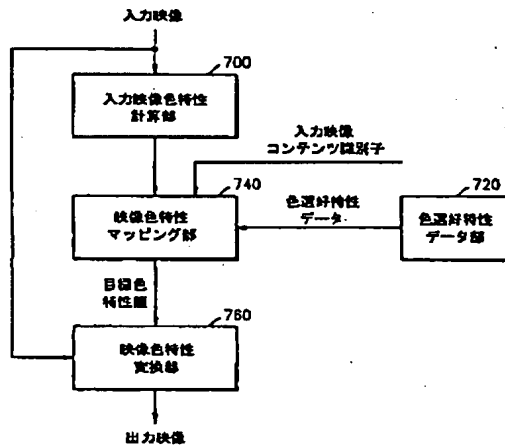 入力映像
700
入力映像色特性
計算部
入力映像
コンテンツ識別子
740
映像色特性
マッピング部
色選好特性
データ
720
色選好特性
データ部
目標色
特性値
760
映像色特性
変換部
出力映像